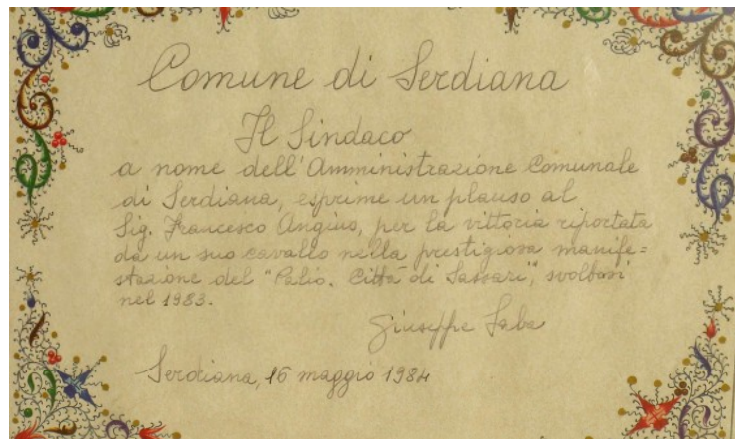 Comune di Serdiana
Il Sindaco
a nome dell'Amministrazione Comunale
di Serdiana, esprime un plauso al
Sig. Francesco Angius, per la vittoria riportata
da un suo cavallo nella prestigiosa manife=
stazione del "Palio. Città di Sassari", svoltasi
nel 1983.
Giuseppe Saba
Serdiana, 16 maggio 1984